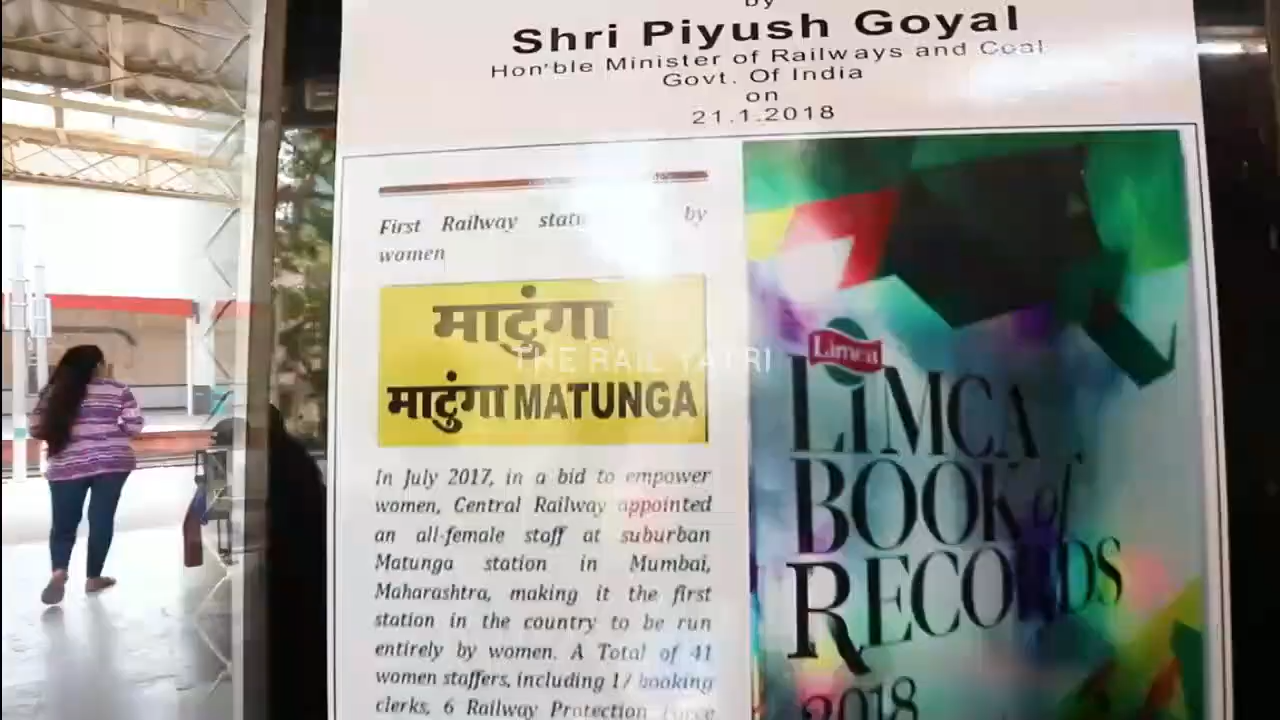 by
Shri Piyush Goyal
Hon'ble Minister of Railways and Coal
Govt. Of India
on
21.1.2018
First Railway by
women
माटुंगा
माटुंगा MATUNGA
THE RAIL YATRI
In July 2017, in a bid to empower
women, Central Railway appointed
an all-female staff at suburban
Matunga station in Mumbai,
Maharashtra, making it the first
station in the country to be run
entirely by women. A Total of 41
women staffers, including 17 booking
clerks, 6 Railway Protection Force
Limca
LIMCA
BOOK of
RECORDS
2018